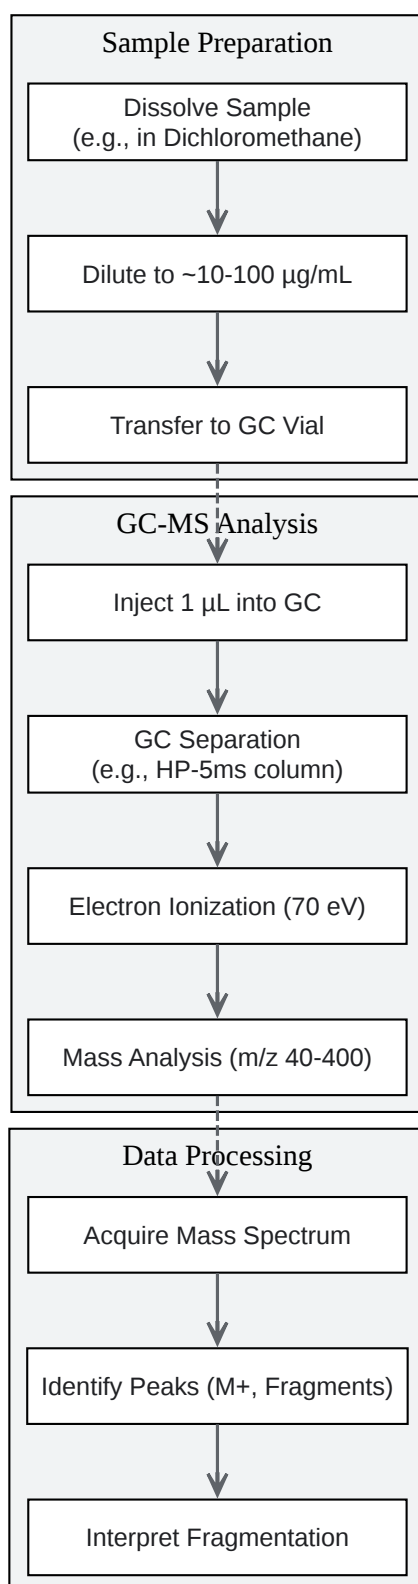 Sample Preparation
Dissolve Sample
(e.g., in Dichloromethane)
Dilute to ~10-100 µg/mL
Transfer to GC Vial
GC-MS Analysis
Inject 1 µL into GC
GC Separation
(e.g., HP-5ms column)
Electron Ionization (70 eV)
Mass Analysis (m/z 40-400)
Data Processing
Acquire Mass Spectrum
Identify Peaks (M+, Fragments)
Interpret Fragmentation